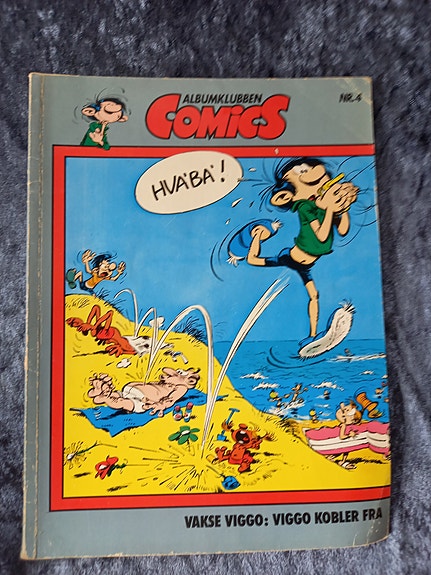 ALBUMKLUBBEN
COMICS
NR. 4
HVA'BA'!
VAKSE VIGGO: VIGGO KOBLER FRA